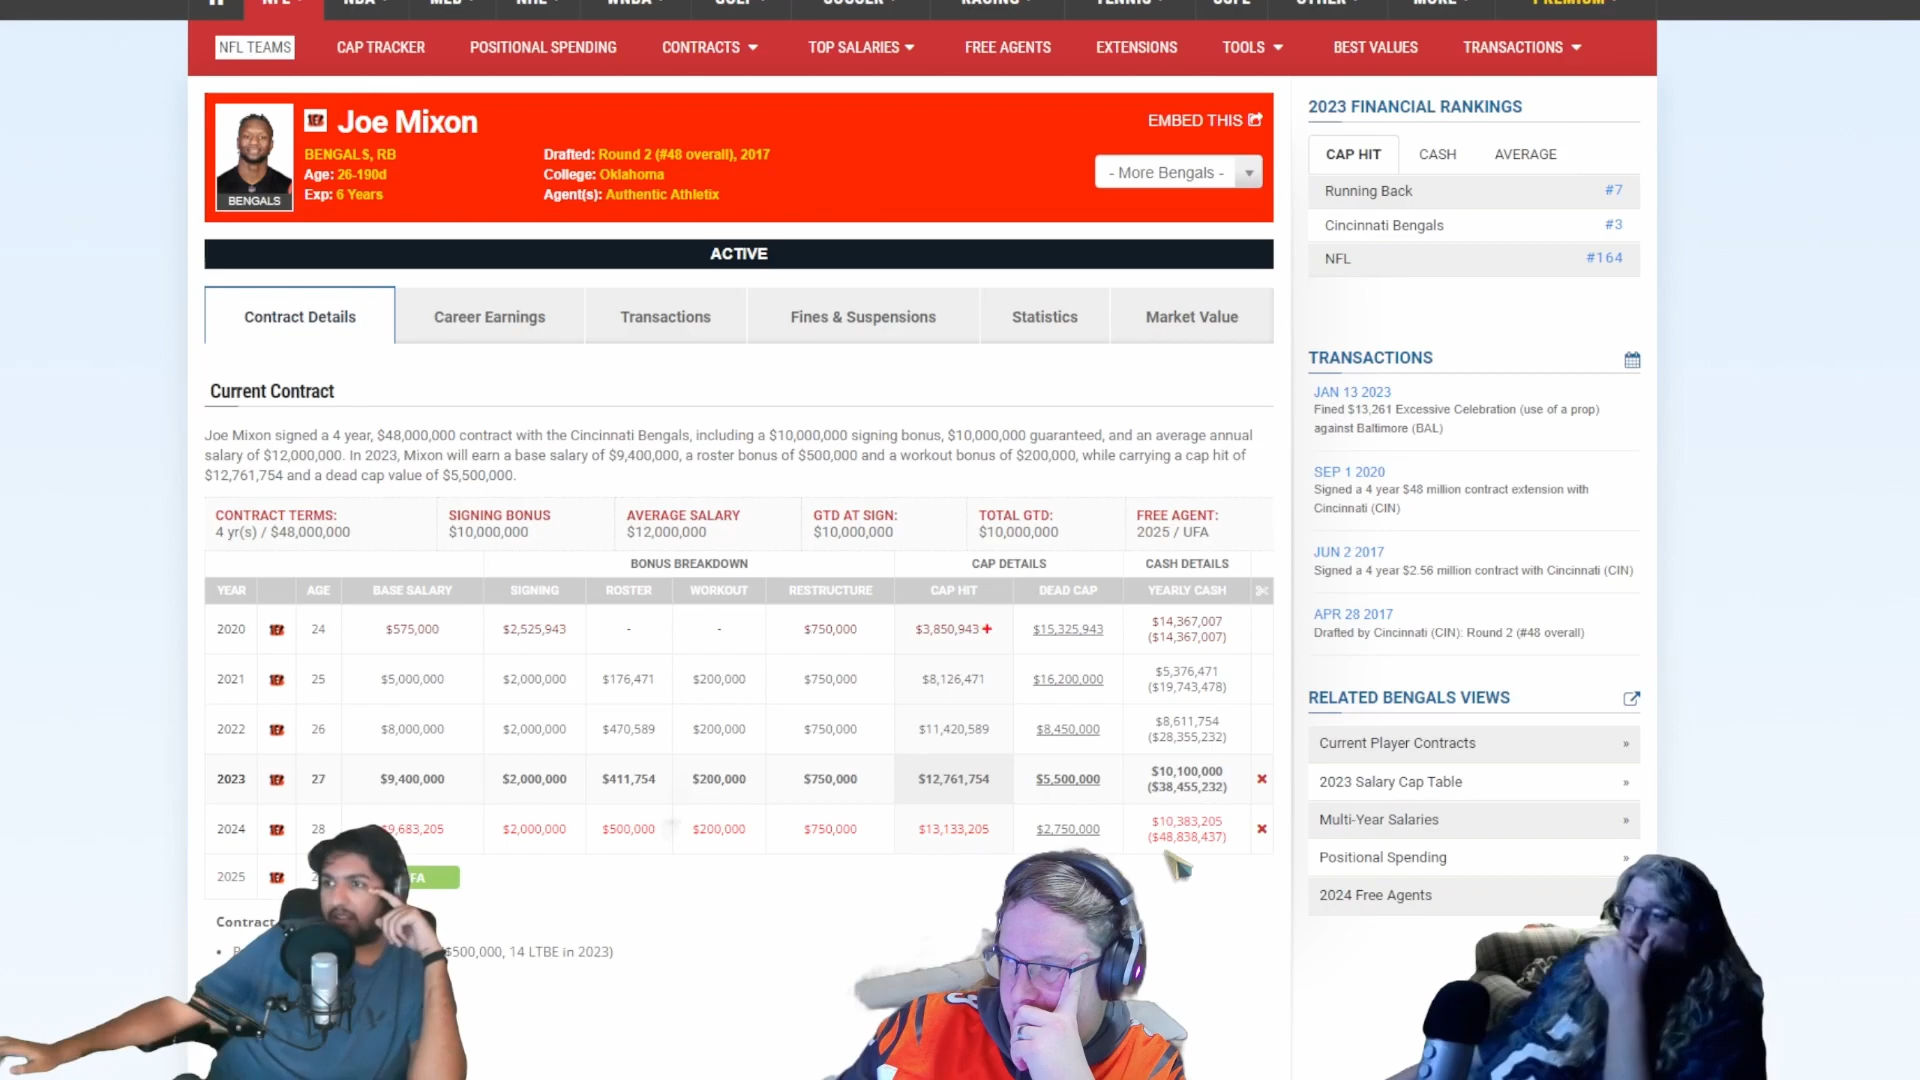 NFL NBA MLB NHL WNBA GOLF SOCCER RACING TENNIS USFL OTHER MORE PREMIUM
NFL TEAMS CAP TRACKER POSITIONAL SPENDING CONTRACTS TOP SALARIES FREE AGENTS EXTENSIONS TOOLS BEST VALUES TRANSACTIONS
Joe Mixon
EMBED THIS
BENGALS, RB
Age: 26-190d
Exp: 6 Years
Drafted: Round 2 (#48 overall), 2017
College: Oklahoma
Agent(s): Authentic Athletix
- More Bengals -
BENGALS
ACTIVE
Contract Details Career Earnings Transactions Fines & Suspensions Statistics Market Value
Current Contract
Joe Mixon signed a 4 year, $48,000,000 contract with the Cincinnati Bengals, including a $10,000,000 signing bonus, $10,000,000 guaranteed, and an average annual
salary of $12,000,000. In 2023, Mixon will earn a base salary of $9,400,000, a roster bonus of $500,000 and a workout bonus of $200,000, while carrying a cap hit of
$12,761,754 and a dead cap value of $5,500,000.
CONTRACT TERMS: SIGNING BONUS AVERAGE SALARY GTD AT SIGN: TOTAL GTD: FREE AGENT:
4 yr(s) / $48,000,000 $10,000,000 $12,000,000 $10,000,000 $10,000,000 2025 / UFA
BONUS BREAKDOWN CAP DETAILS CASH DETAILS
YEAR AGE BASE SALARY SIGNING ROSTER WORKOUT RESTRUCTURE CAP HIT DEAD CAP YEARLY CASH
2020 24 $575,000 $2,525,943 - - $750,000 $3,850,943 + $15,325,943 $14,367,007
($14,367,007)
2021 25 $5,000,000 $2,000,000 $176,471 $200,000 $750,000 $8,126,471 $16,200,000 $5,376,471
($19,743,478)
2022 26 $8,000,000 $2,000,000 $470,589 $200,000 $750,000 $11,420,589 $8,450,000 $8,611,754
($28,355,232)
2023 27 $9,400,000 $2,000,000 $411,754 $200,000 $750,000 $12,761,754 $5,500,000 $10,100,000
($38,455,232)
2024 28 $9,683,205 $2,000,000 $500,000 $200,000 $750,000 $13,133,205 $2,750,000 $10,383,205
($48,838,437)
2025 FA
Contract
$500,000, 14 LTBE in 2023)
2023 FINANCIAL RANKINGS
CAP HIT CASH AVERAGE
Running Back #7
Cincinnati Bengals #3
NFL #164
TRANSACTIONS
JAN 13 2023
Fined $13,261 Excessive Celebration (use of a prop)
against Baltimore (BAL)
SEP 1 2020
Signed a 4 year $48 million contract extension with
Cincinnati (CIN)
JUN 2 2017
Signed a 4 year $2.56 million contract with Cincinnati (CIN)
APR 28 2017
Drafted by Cincinnati (CIN): Round 2 (#48 overall)
RELATED BENGALS VIEWS
Current Player Contracts »
2023 Salary Cap Table »
Multi-Year Salaries »
Positional Spending »
2024 Free Agents